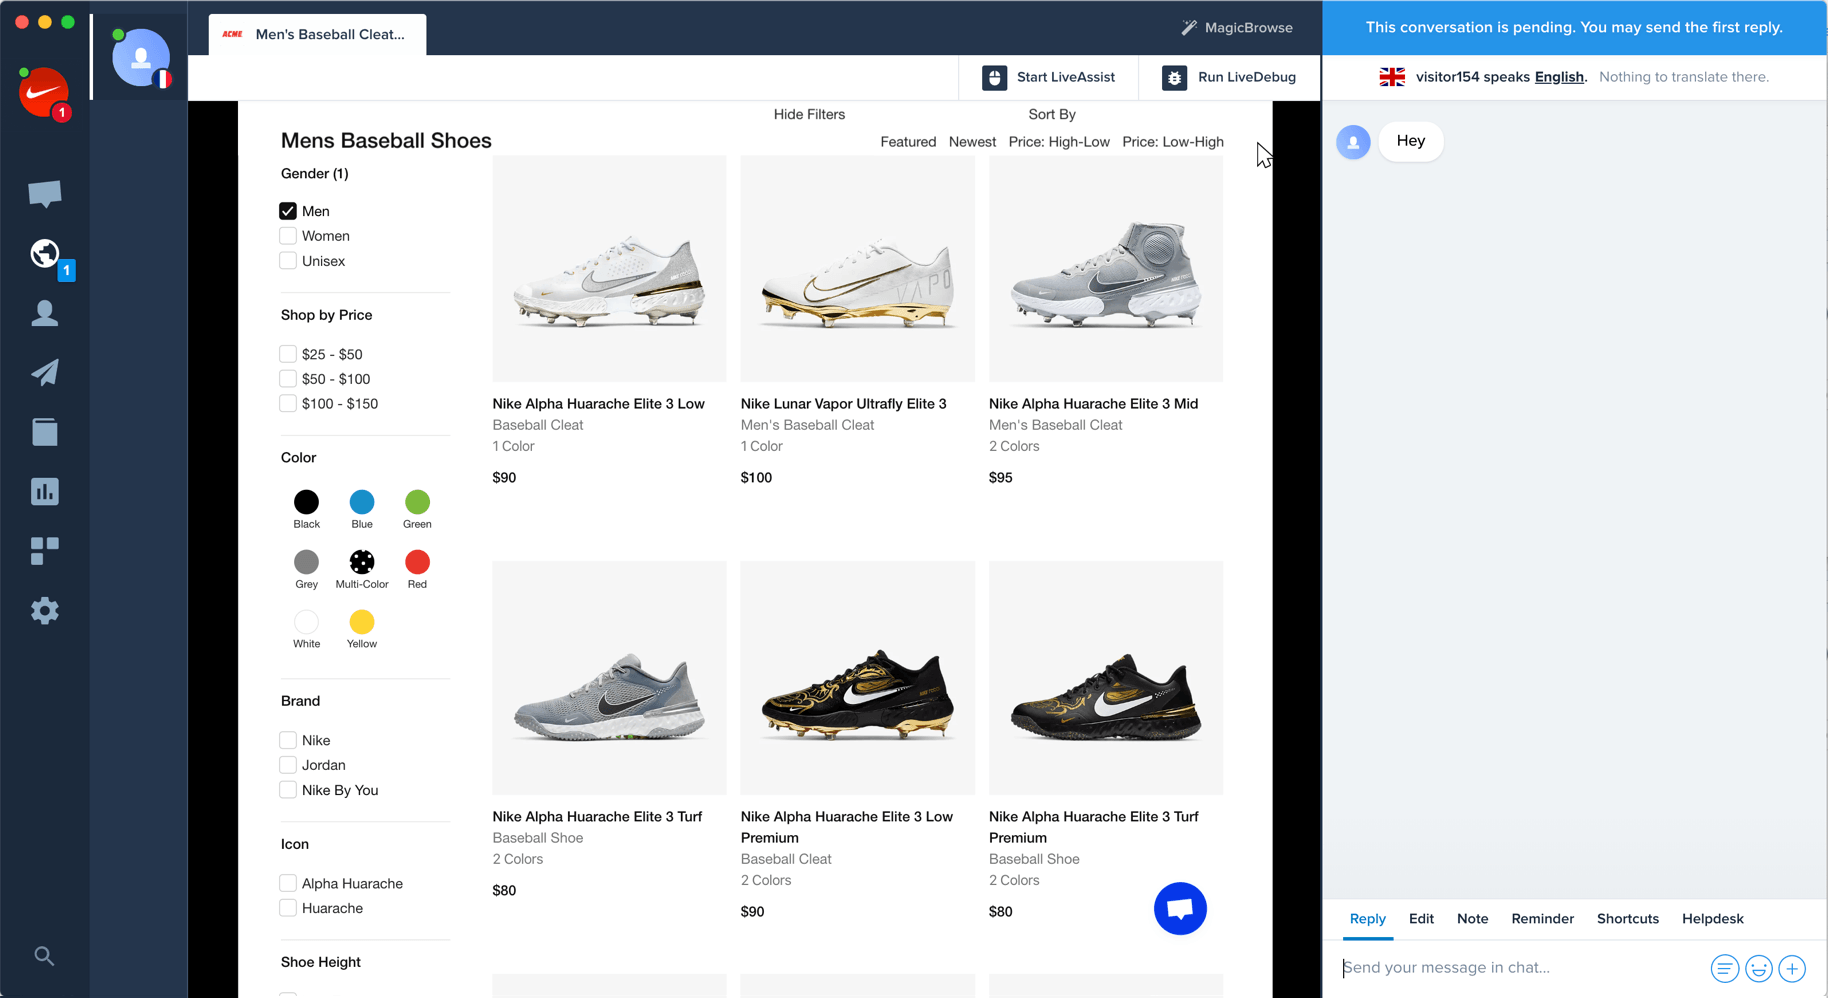 ACME
Men's Baseball Cleat...
MagicBrowse
This conversation is pending. You may send the first reply.
Start LiveAssist
Run LiveDebug
visitor154 speaks English. Nothing to translate there.
1
1
Hey
Hide Filters
Sort By
Mens Baseball Shoes
Featured
Newest
Price: High-Low
Price: Low-High
Gender (1)
Men
Women
Unisex
Shop by Price
$25 - $50
$50 - $100
$100 - $150
Color
Black
Blue
Green
Grey
Multi-Color
Red
White
Yellow
Brand
Nike
Jordan
Nike By You
Icon
Alpha Huarache
Huarache
Shoe Height
VAPO
Nike Alpha Huarache Elite 3 Low
Baseball Cleat
1 Color
$90
Nike Lunar Vapor Ultrafly Elite 3
Men's Baseball Cleat
1 Color
$100
Nike Alpha Huarache Elite 3 Mid
Men's Baseball Cleat
2 Colors
$95
Nike Alpha Huarache Elite 3 Turf
Baseball Shoe
2 Colors
$80
Nike Alpha Huarache Elite 3 Low
Premium
Baseball Cleat
2 Colors
$90
Nike Alpha Huarache Elite 3 Turf
Premium
Baseball Shoe
2 Colors
$80
Reply
Edit
Note
Reminder
Shortcuts
Helpdesk
Send your message in chat...